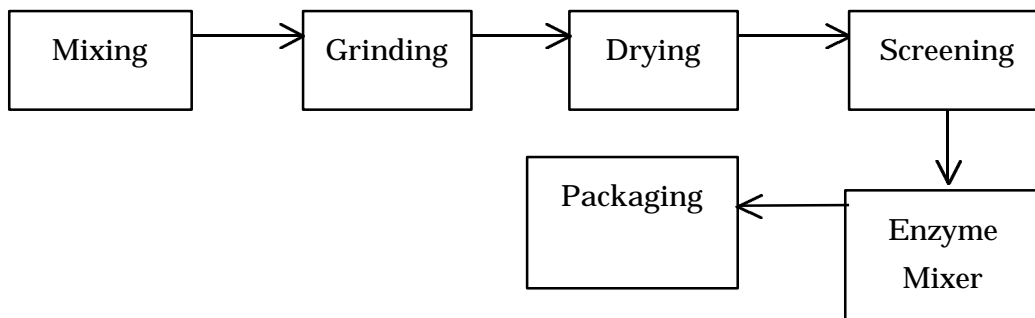 Mixing
Grinding
Drying
Screening
Packaging
Enzyme
Mixer